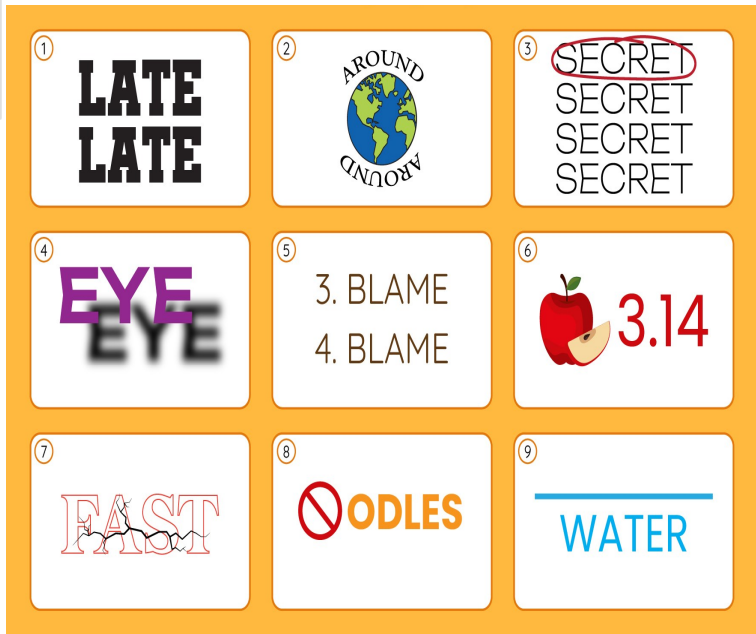 1
LATE
LATE
2
AROUND
AROUND
3
SECRET
SECRET
SECRET
SECRET
4
EYE
EYE
5
3. BLAME
4. BLAME
6
3.14
7
FAST
8
ODLES
9
WATER